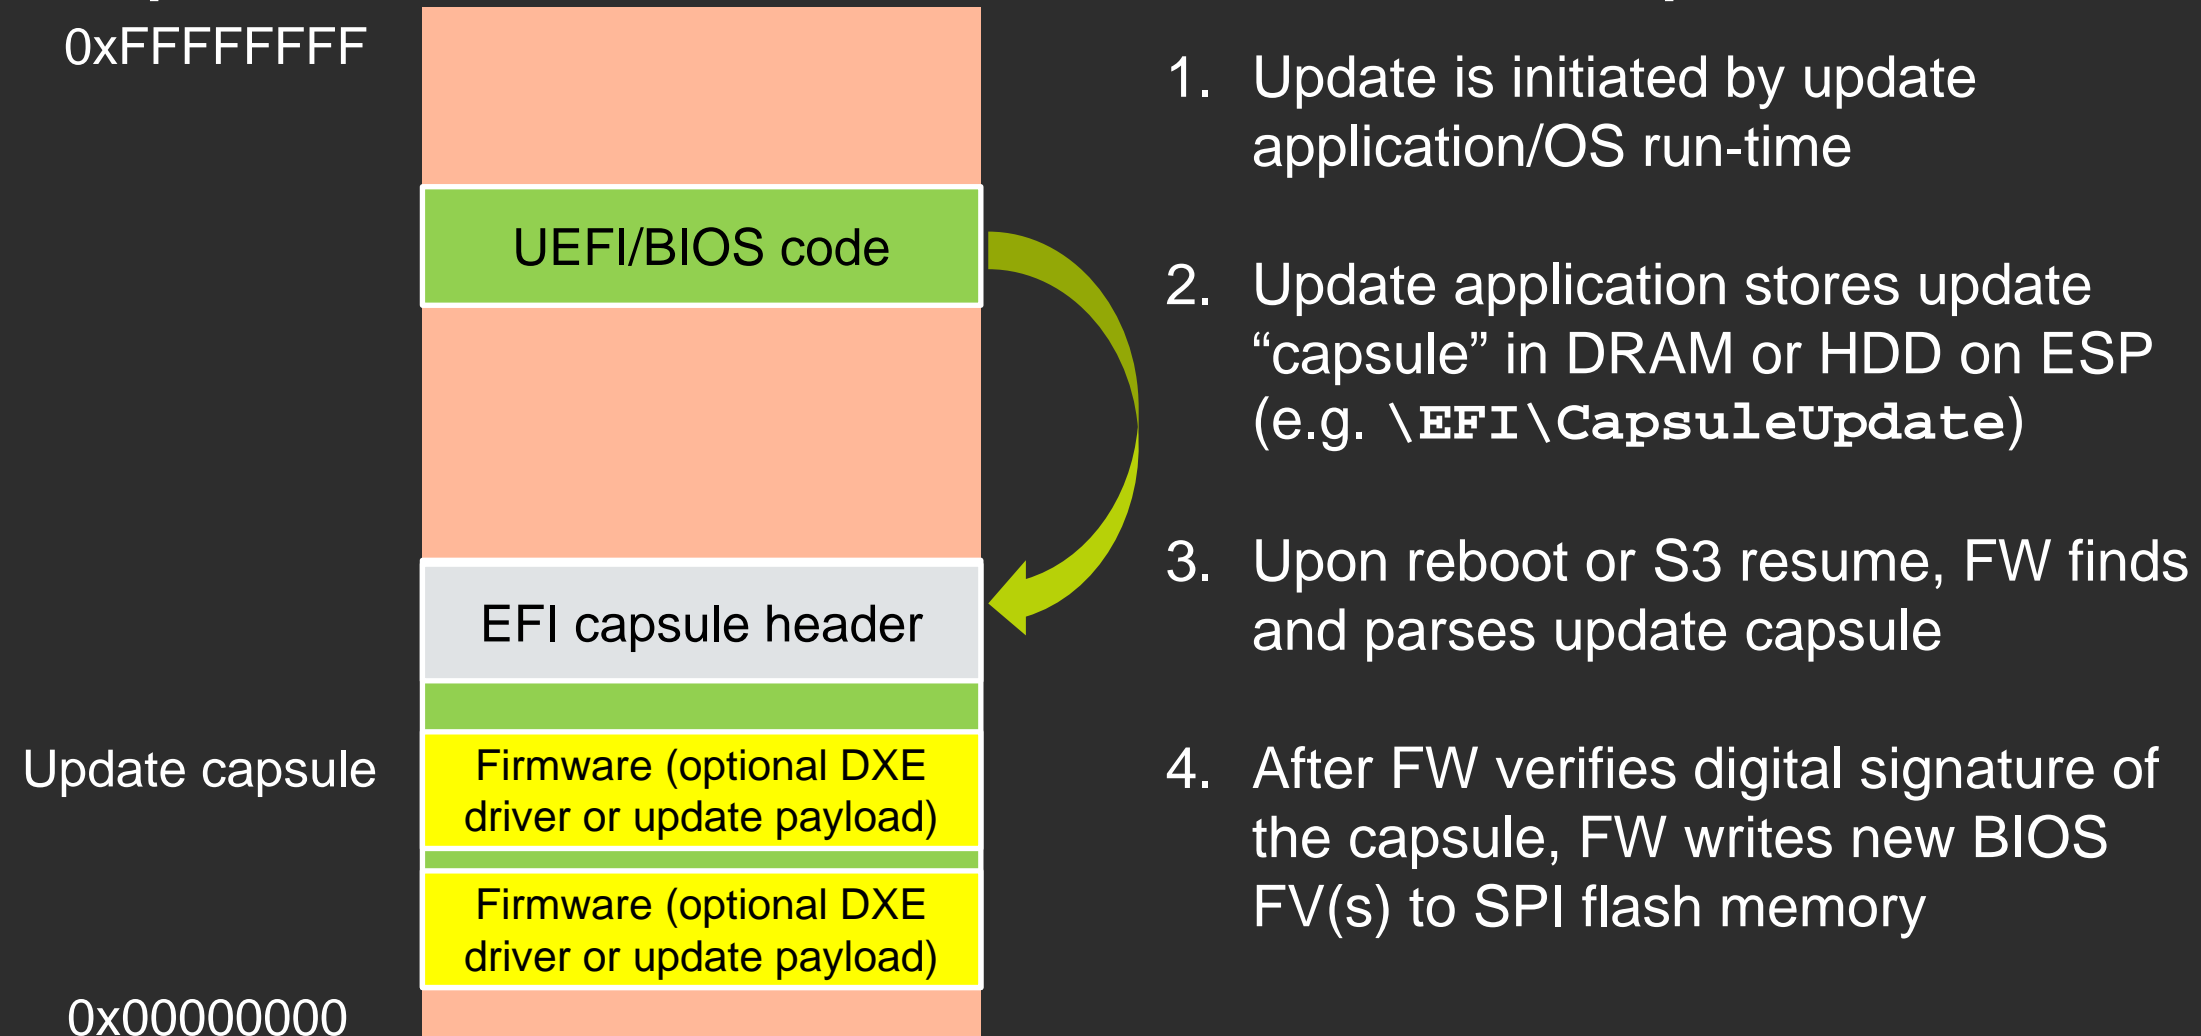 0xFFFFFFFF
UEFI/BIOS code
EFI capsule header
Update capsule
Firmware (optional DXE
driver or update payload)
Firmware (optional DXE
driver or update payload)
0x00000000
1. Update is initiated by update
application/OS run-time
2. Update application stores update
“capsule” in DRAM or HDD on ESP
(e.g. \EFI\CapsuleUpdate)
3. Upon reboot or S3 resume, FW finds
and parses update capsule
4. After FW verifies digital signature of
the capsule, FW writes new BIOS
FV(s) to SPI flash memory